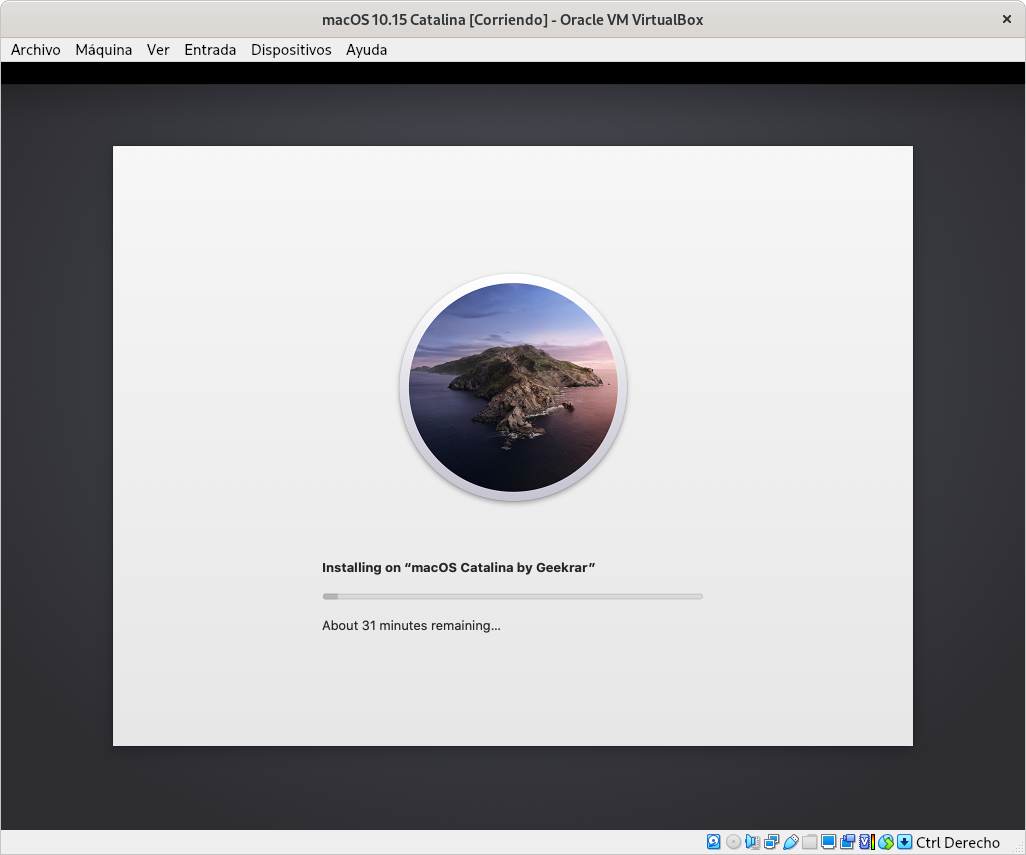 macOS 10.15 Catalina [Corriendo] - Oracle VM VirtualBox
Archivo Máquina Ver Entrada Dispositivos Ayuda
Installing on “macOS Catalina by Geekrar”
About 31 minutes remaining...
Ctrl Derecho